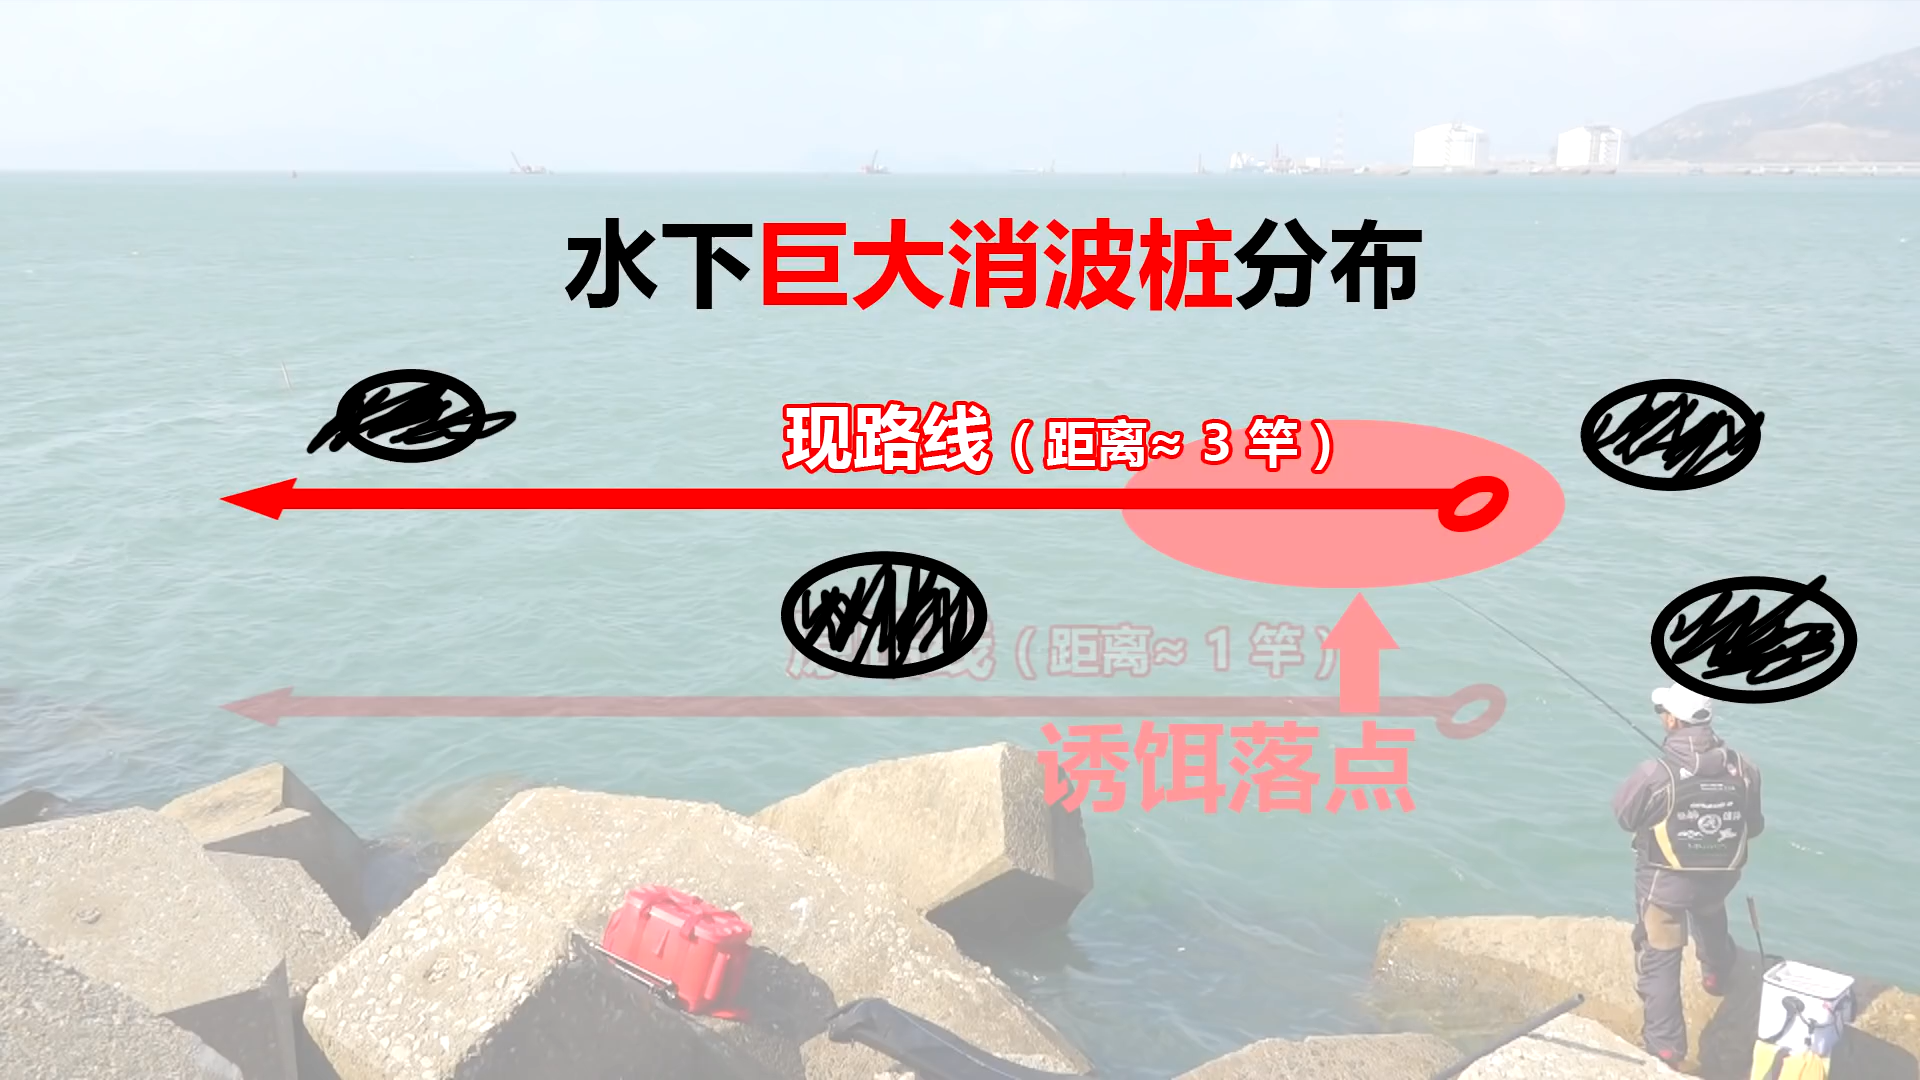 水下巨大消波桩分布
现路线（距离~ 3 竿）
线（距离≈ 1 竿）
诱饵落点